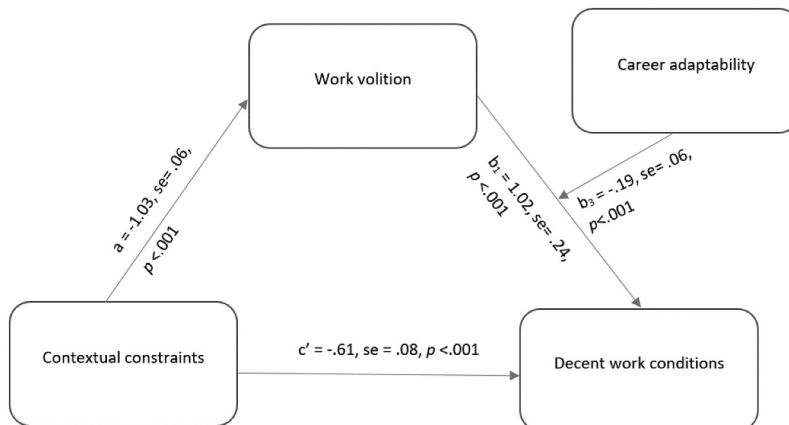 Work volition
Career adaptability
a = -1.03, se= .06,
p <.001
b₁ = 1.02, se= .24,
p <.001
b₃ = -.19, se= .06,
p<.001
Contextual constraints
c’ = -.61, se = .08, p <.001
Decent work conditions